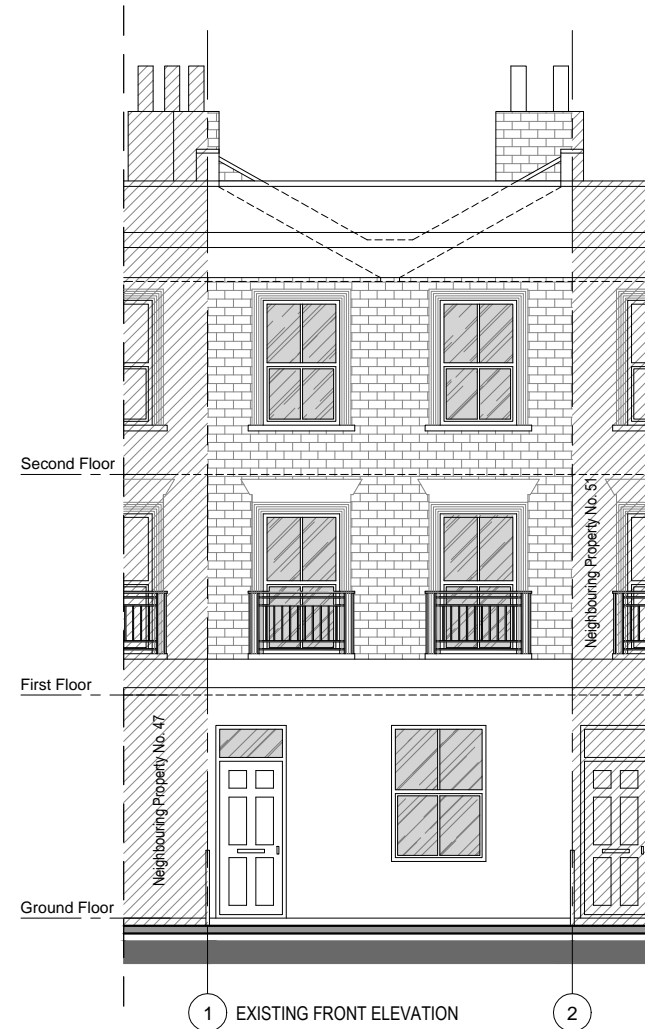 Second Floor
Neighbouring Property No. 51
First Floor
Neighbouring Property No. 47
Ground Floor
1 EXISTING FRONT ELEVATION 2